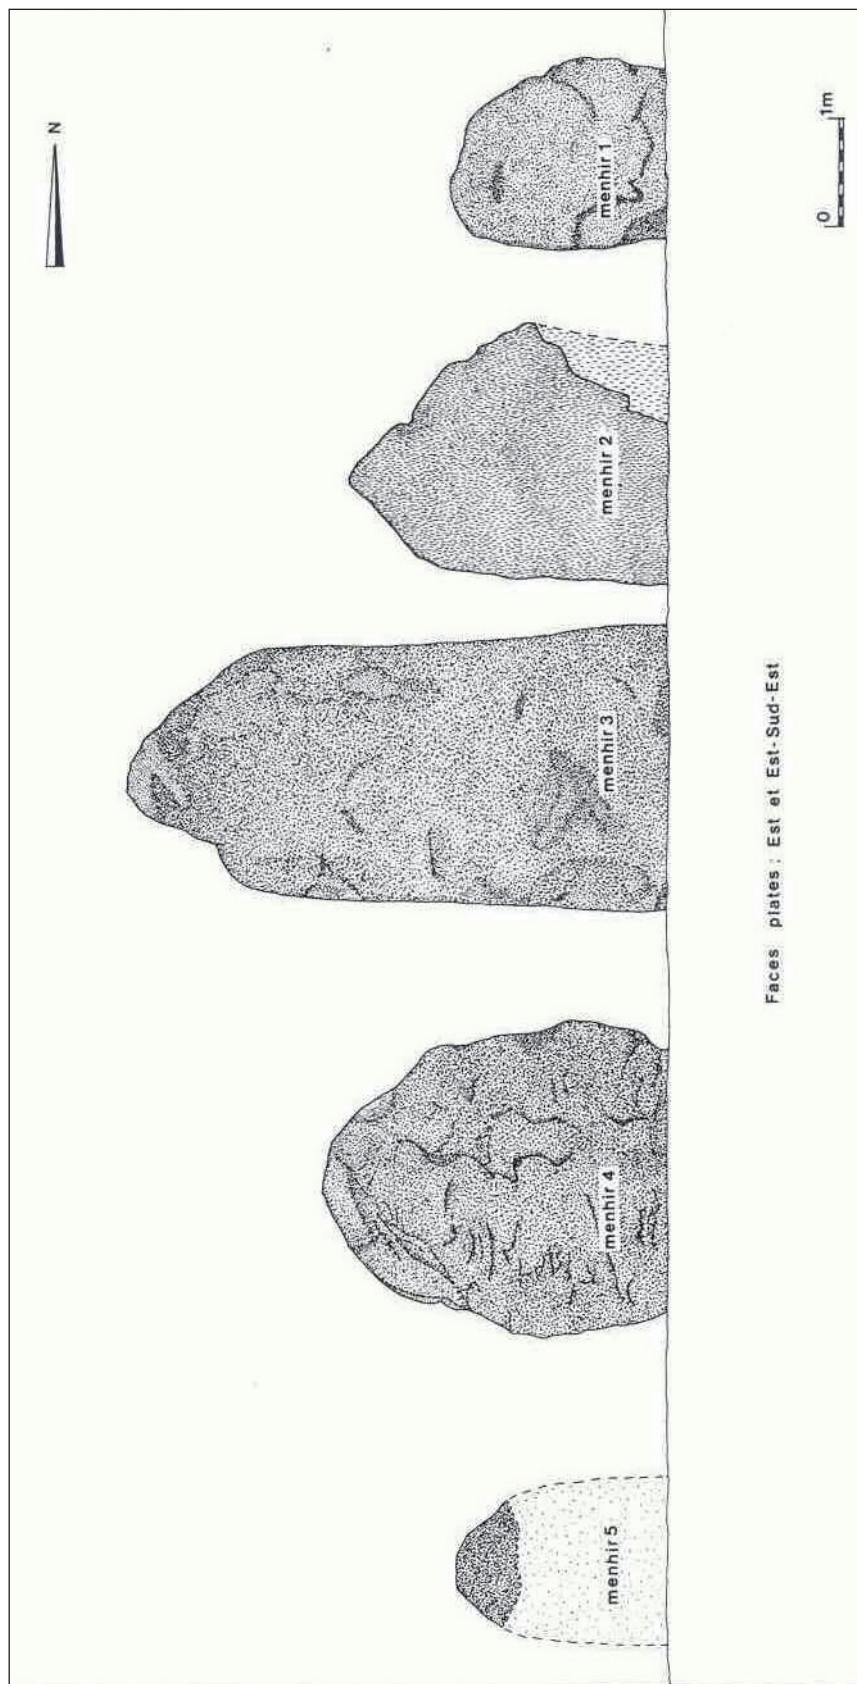 N
menhir 5
menhir 4
menhir 3
menhir 2
menhir 1
Faces plates : Est et Est-Sud-Est
0 1m